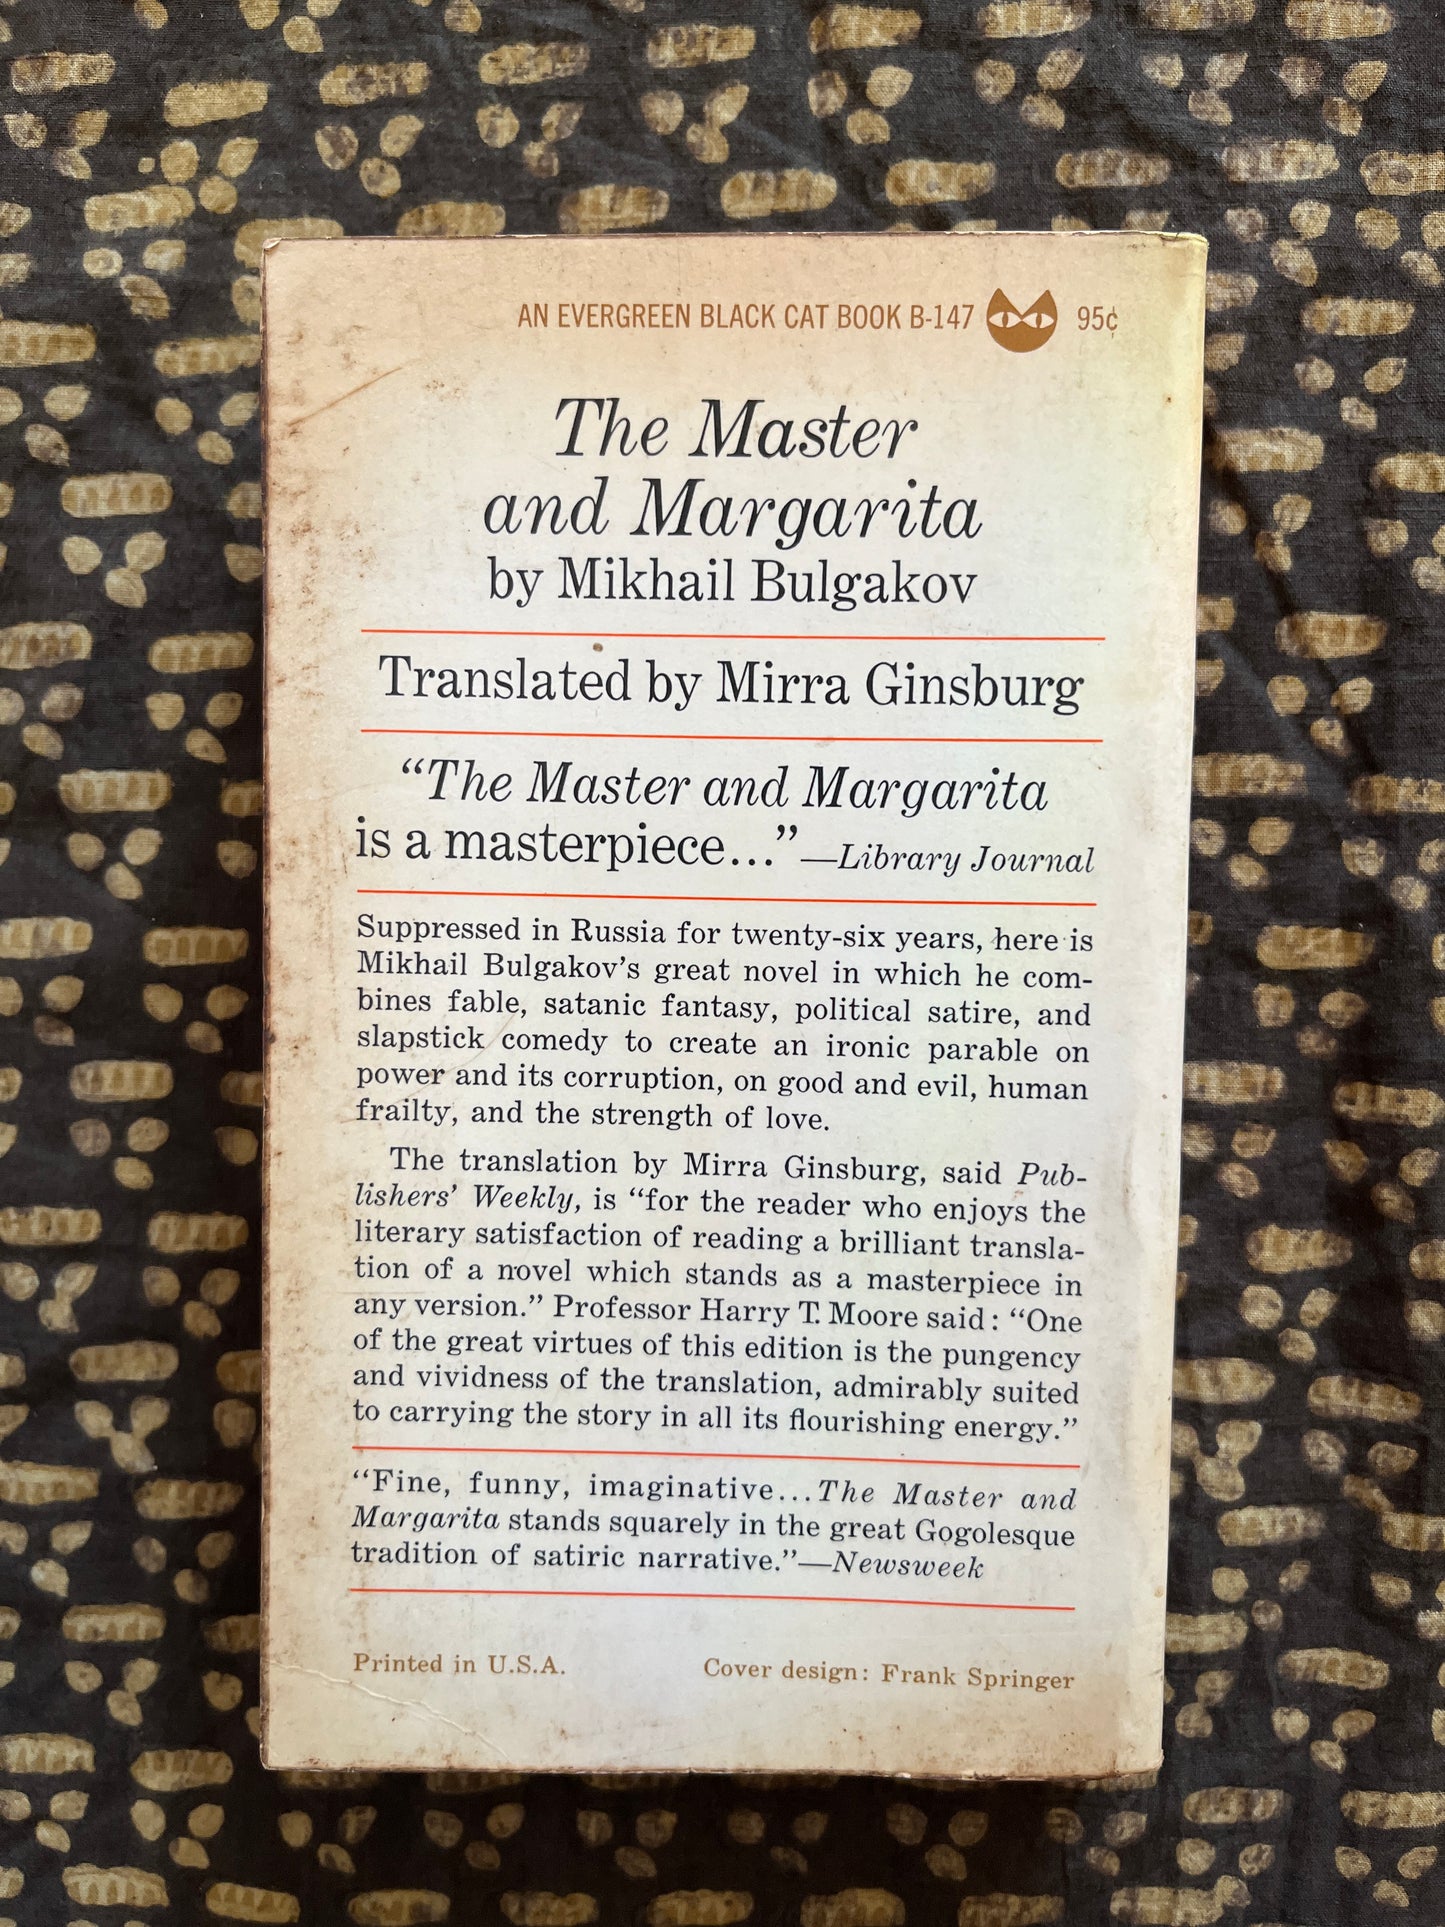 AN EVERGREEN BLACK CAT BOOK B-147 95¢
The Master
and Margarita
by Mikhail Bulgakov
Translated by Mirra Ginsburg
“The Master and Margarita
is a masterpiece...”—Library Journal
Suppressed in Russia for twenty-six years, here is
Mikhail Bulgakov’s great novel in which he com-
bines fable, satanic fantasy, political satire, and
slapstick comedy to create an ironic parable on
power and its corruption, on good and evil, human
frailty, and the strength of love.
The translation by Mirra Ginsburg, said Pub-
lishers’ Weekly, is “for the reader who enjoys the
literary satisfaction of reading a brilliant transla-
tion of a novel which stands as a masterpiece in
any version.” Professor Harry T. Moore said: “One
of the great virtues of this edition is the pungency
and vividness of the translation, admirably suited
to carrying the story in all its flourishing energy.”
“Fine, funny, imaginative...The Master and
Margarita stands squarely in the great Gogolesque
tradition of satiric narrative.”—Newsweek
Printed in U.S.A. Cover design: Frank Springer